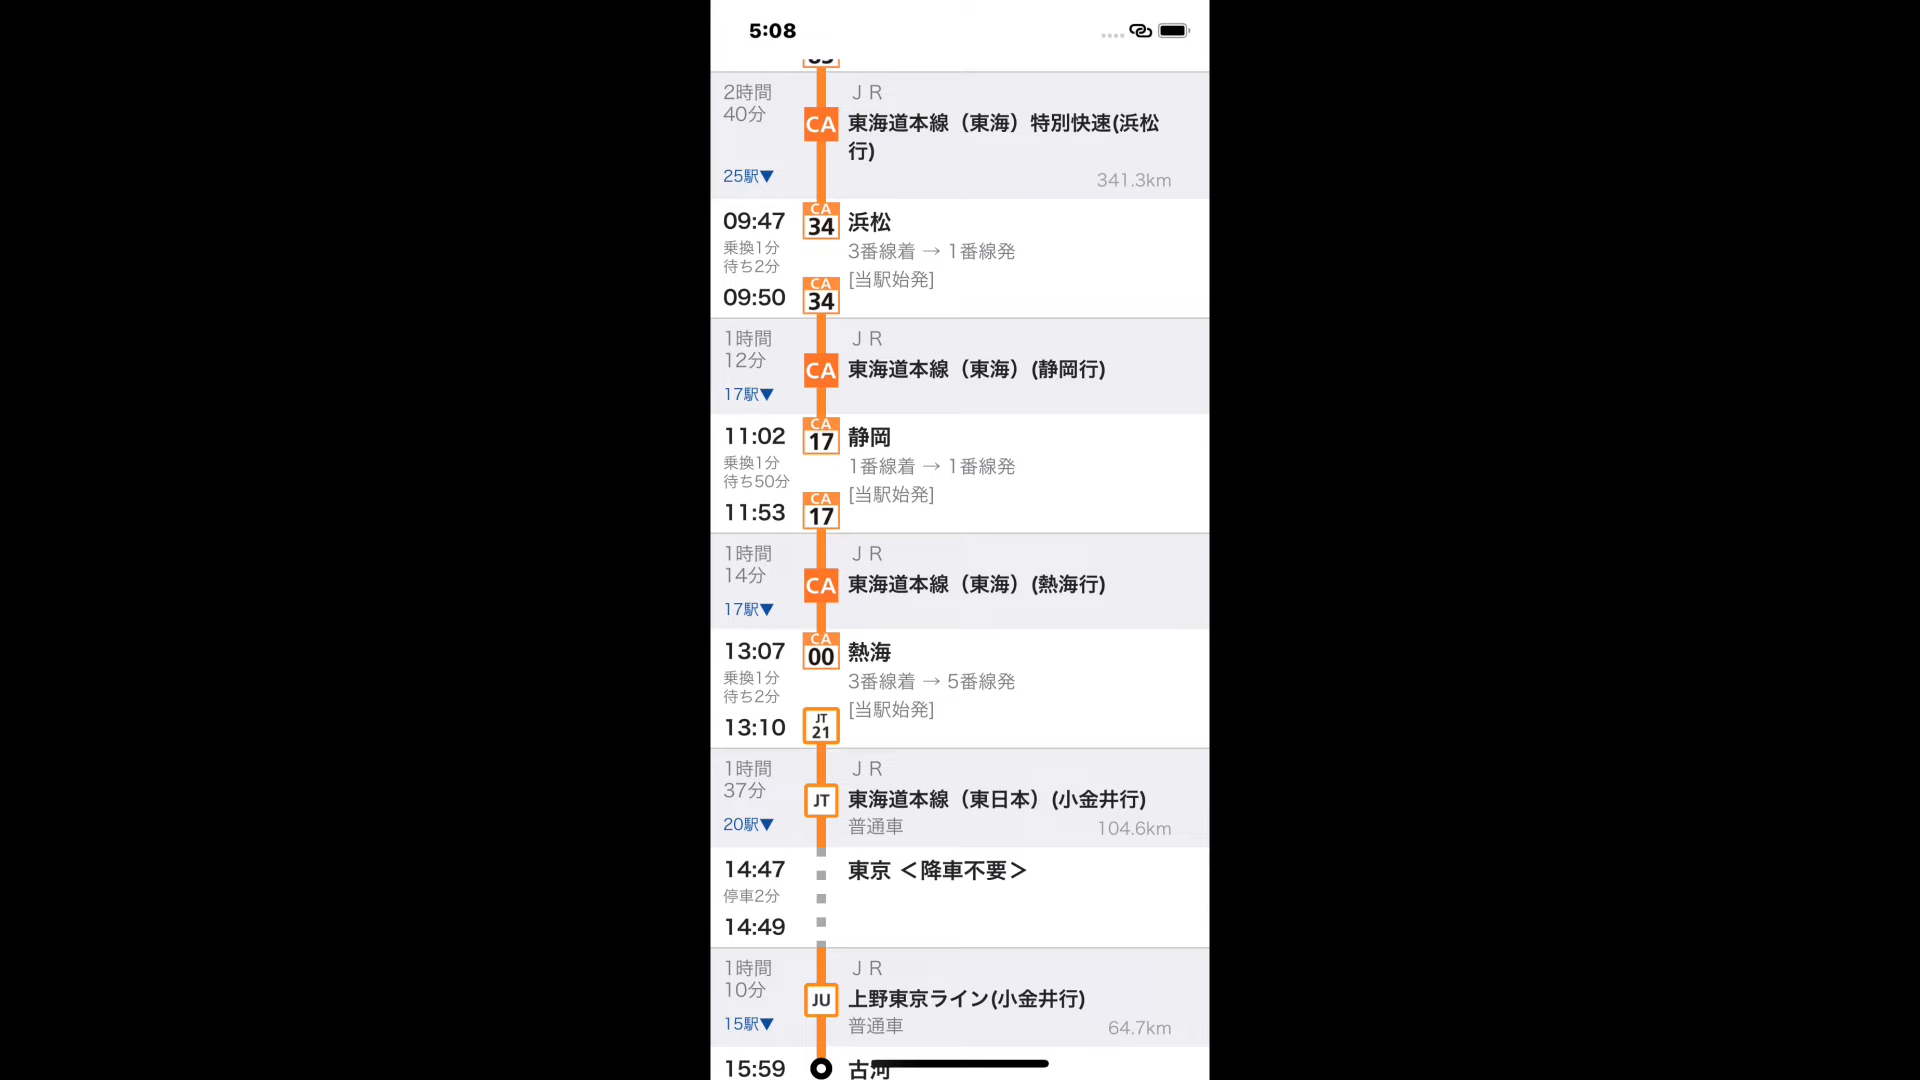 5:08
2時間
40分
25駅▼
CA
ＪＲ
東海道本線（東海）特別快速(浜松
行)
341.3km
09:47
乗換1分
待ち2分
09:50
CA
34
CA
34
浜松
3番線着 → 1番線発
[当駅始発]
1時間
12分
17駅▼
CA
ＪＲ
東海道本線（東海）(静岡行)
11:02
乗換1分
待ち50分
11:53
CA
17
CA
17
静岡
1番線着 → 1番線発
[当駅始発]
1時間
14分
17駅▼
CA
ＪＲ
東海道本線（東海）(熱海行)
13:07
乗換1分
待ち2分
13:10
CA
00
JT
21
熱海
3番線着 → 5番線発
[当駅始発]
1時間
37分
20駅▼
JT
ＪＲ
東海道本線（東日本）(小金井行)
普通車
104.6km
14:47
停車2分
14:49
東京 ＜降車不要＞
1時間
10分
15駅▼
JU
ＪＲ
上野東京ライン(小金井行)
普通車
64.7km
15:59
古河